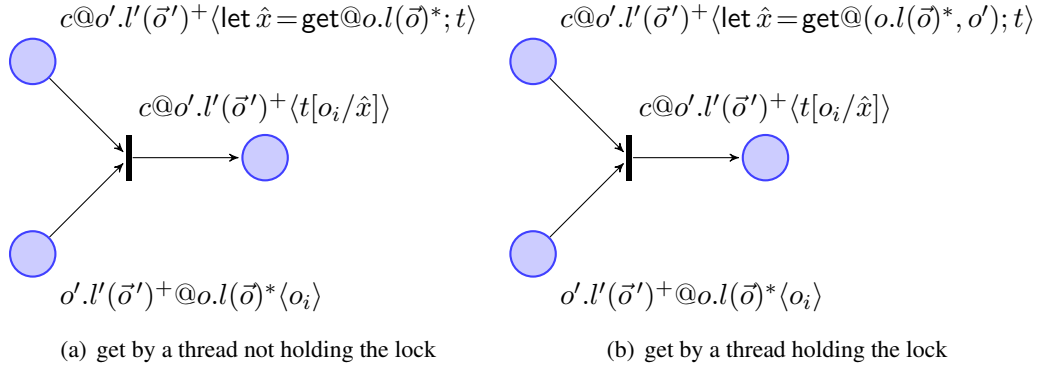 c@o′.l′(o⃗ ′)⁺⟨let x̂ = get@o.l(o⃗)*; t⟩
c@o′.l′(o⃗ ′)⁺⟨t[oᵢ/x̂]⟩
o′.l′(o⃗ ′)⁺@o.l(o⃗)*⟨oᵢ⟩
(a) get by a thread not holding the lock
c@o′.l′(o⃗ ′)⁺⟨let x̂ = get@(o.l(o⃗)*, o′); t⟩
c@o′.l′(o⃗ ′)⁺⟨t[oᵢ/x̂]⟩
o′.l′(o⃗ ′)⁺@o.l(o⃗)*⟨oᵢ⟩
(b) get by a thread holding the lock